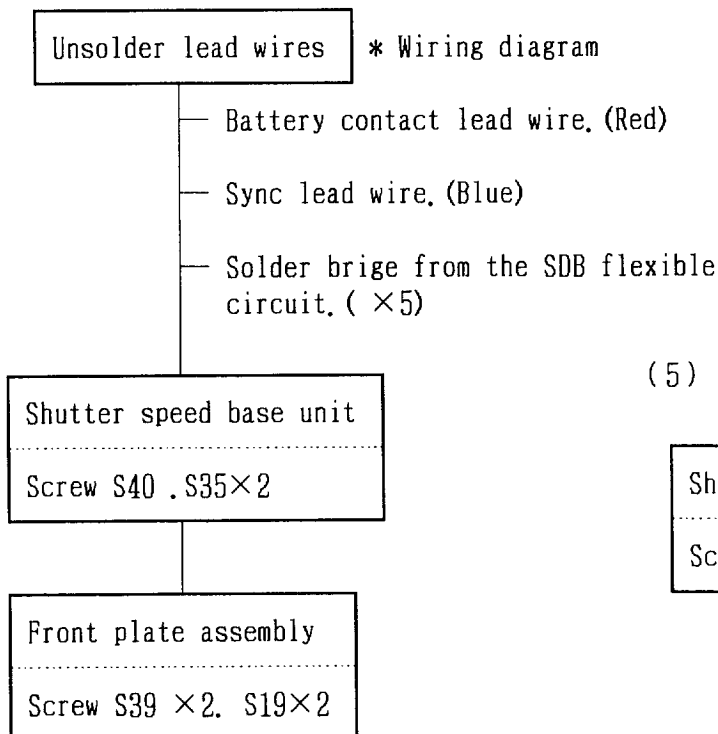 Unsolder lead wires * Wiring diagram
Battery contact lead wire. (Red)
Sync lead wire. (Blue)
Solder brige from the SDB flexible
circuit. ( ×5)
(5)
Shutter speed base unit
Screw S40 .S35×2
Sh
Sc
Front plate assembly
Screw S39 ×2. S19×2